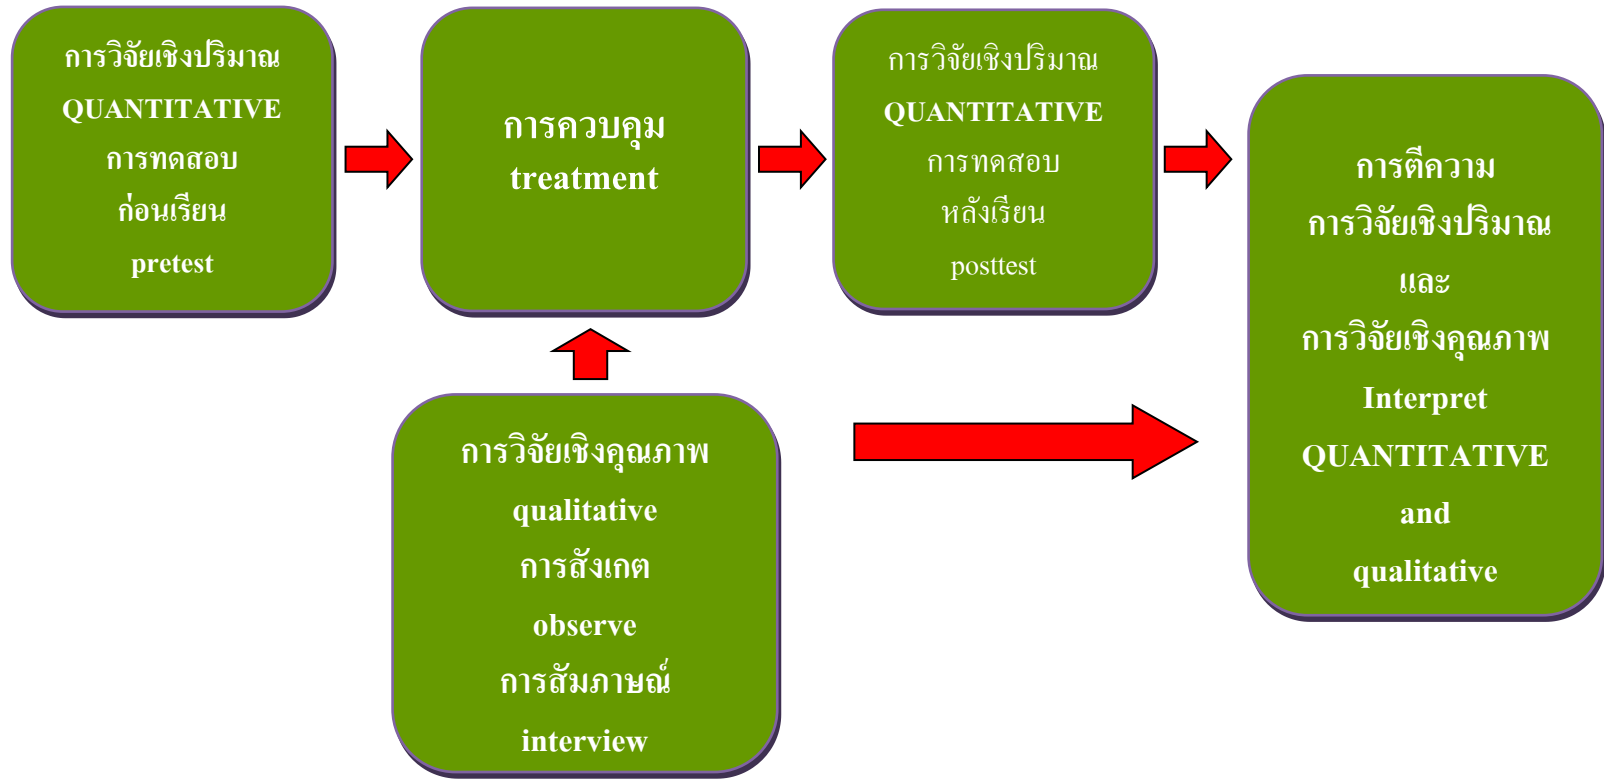 การวิจัยเชิงปริมาณ
QUANTITATIVE
การทดสอบ
ก่อนเรียน
pretest
การควบคุม
treatment
การวิจัยเชิงปริมาณ
QUANTITATIVE
การทดสอบ
หลังเรียน
posttest
การตีความ
การวิจัยเชิงปริมาณ
และ
การวิจัยเชิงคุณภาพ
Interpret
QUANTITATIVE
and
qualitative
การวิจัยเชิงคุณภาพ
qualitative
การสังเกต
observe
การสัมภาษณ์
interview